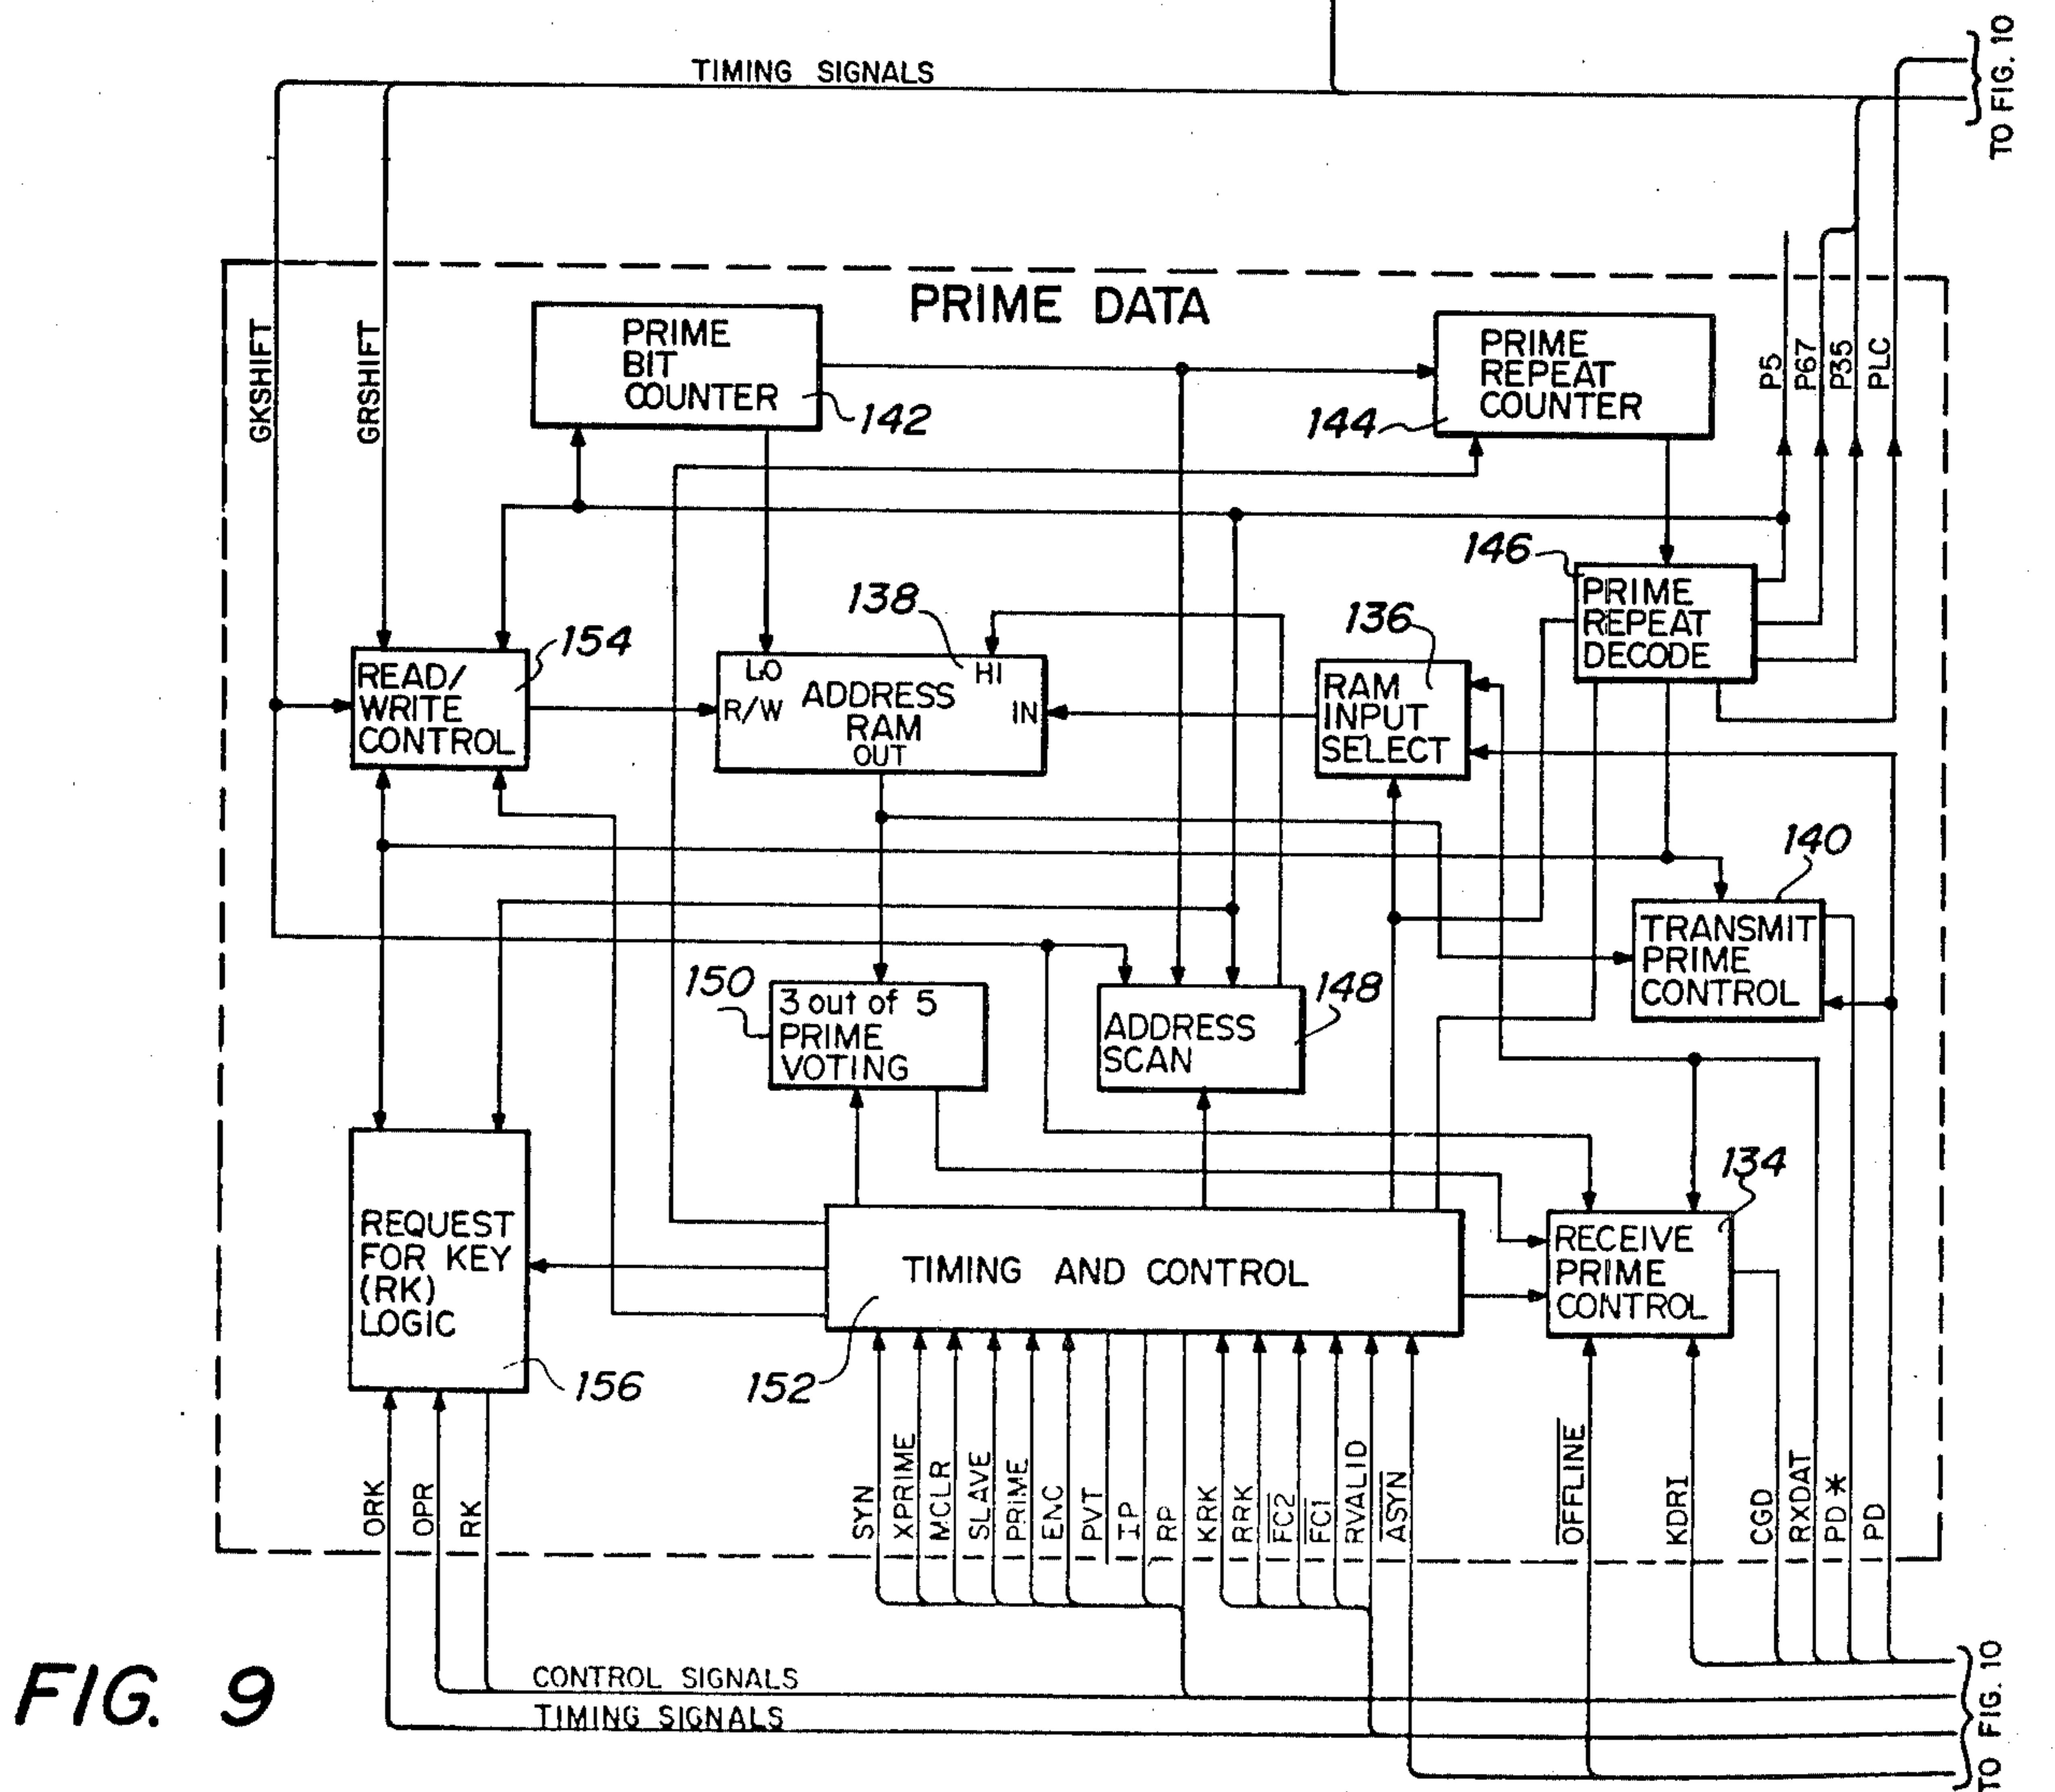 TIMING SIGNALS
TO FIG. 10
PRIME DATA
GKSHIFT
GRSHIFT
PRIME
BIT
COUNTER
142
PRIME
REPEAT
COUNTER
144
P5
P67
P35
PLC
146
PRIME
REPEAT
DECODE
154
READ/
WRITE
CONTROL
138
LO
HI
R/W
ADDRESS
RAM
IN
OUT
136
RAM
INPUT
SELECT
140
TRANSMIT
PRIME
CONTROL
150
3 out of 5
PRIME
VOTING
148
ADDRESS
SCAN
134
RECEIVE
PRIME
CONTROL
REQUEST
FOR KEY
(RK)
LOGIC
156
TIMING AND CONTROL
152
ORK
OPR
RK
SYN
XPRIME
MCLR
SLAVE
PRIME
ENC
PVT
IP
RP
KRK
RRK
FC2
FC1
RVALID
ASYN
OFFLINE
KDRI
CGD
RXDAT
PD*
PD
CONTROL SIGNALS
TIMING SIGNALS
TO FIG. 10
FIG. 9